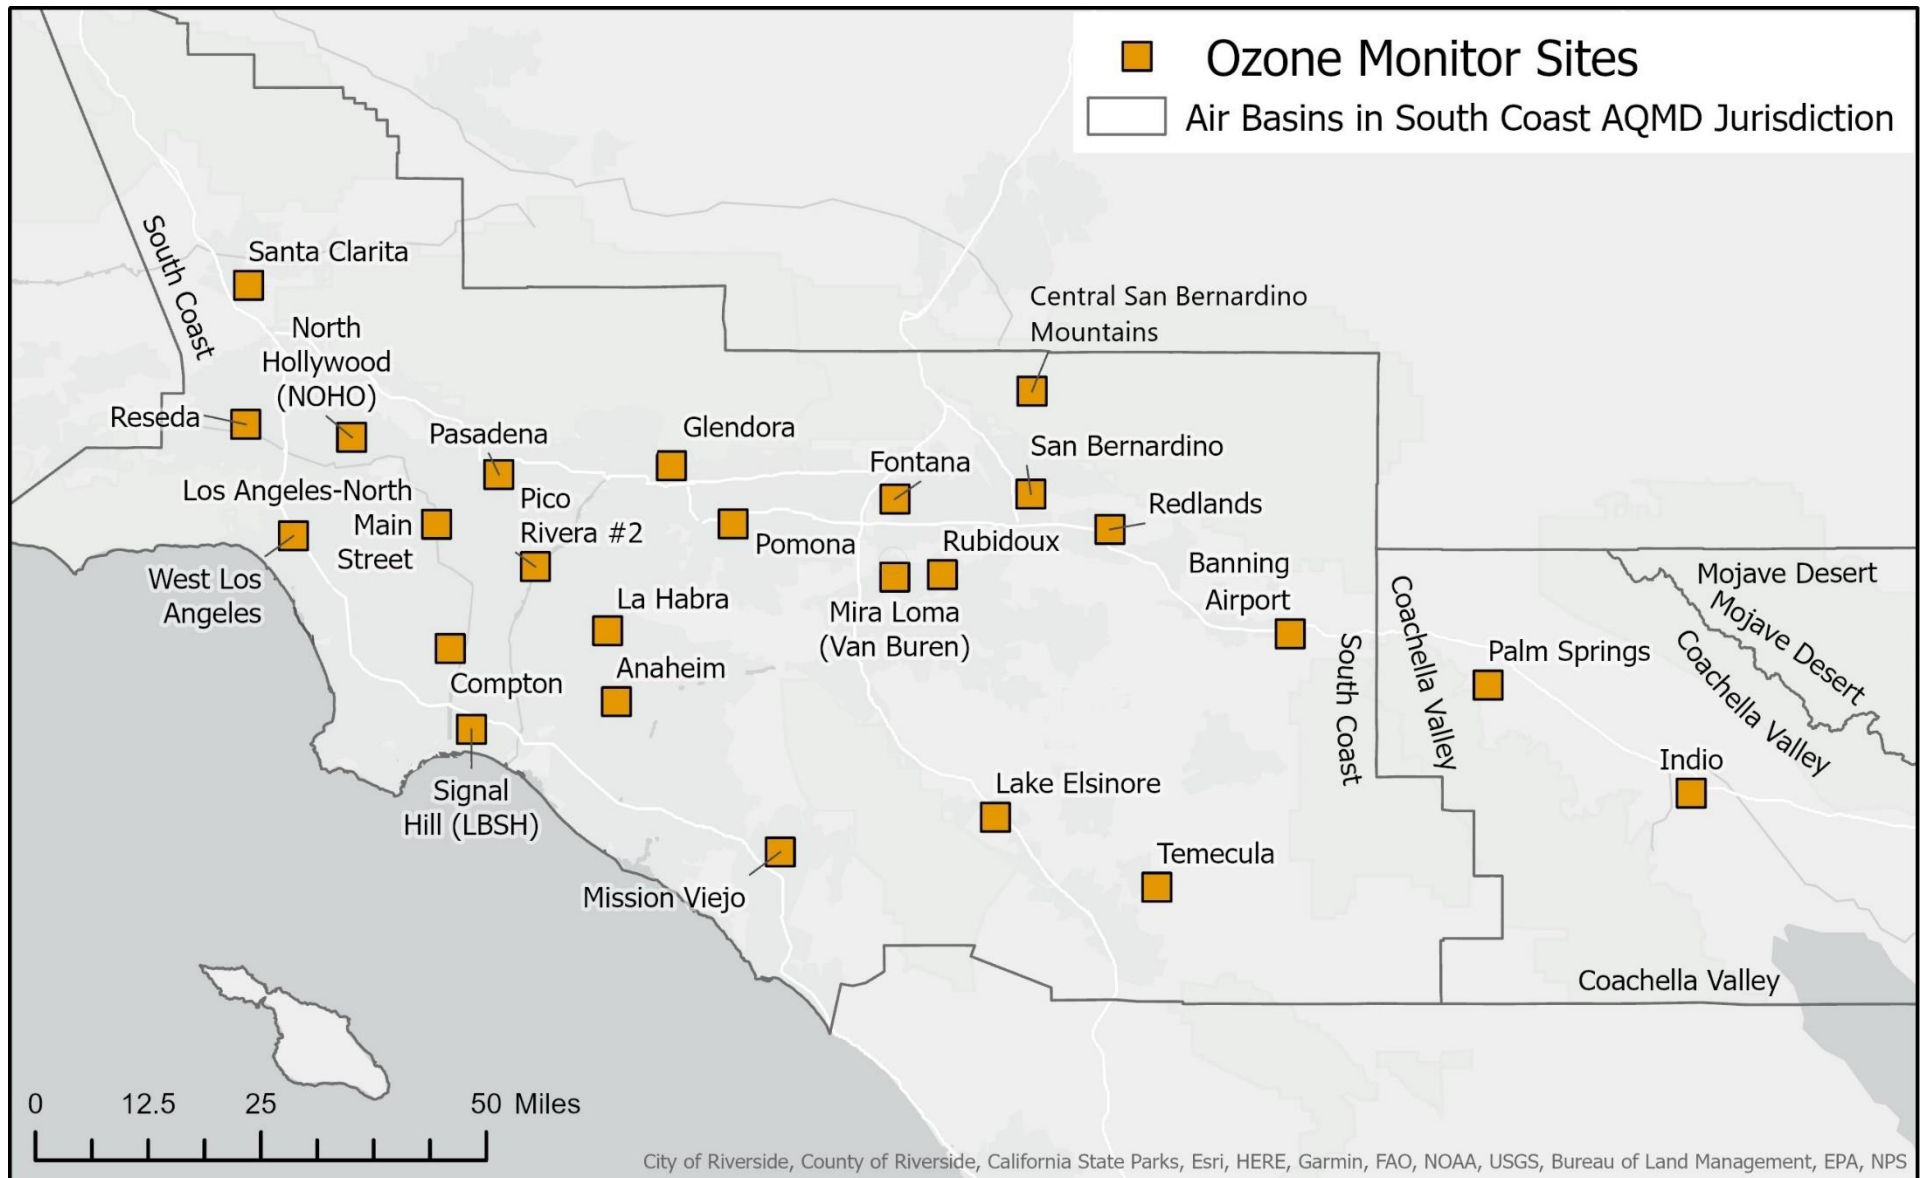 Ozone Monitor Sites
Air Basins in South Coast AQMD Jurisdiction
South Coast
Santa Clarita
North
Hollywood
(NOHO)
Reseda
Pasadena
Glendora
Central San Bernardino
Mountains
San Bernardino
Fontana
Redlands
Los Angeles-North
Main
Street
Pico
Rivera #2
Pomona
Rubidoux
Banning
Airport
West Los
Angeles
La Habra
Mira Loma
(Van Buren)
Anaheim
Compton
South Coast
Coachella Valley
Mojave Desert
Mojave Desert
Coachella Valley
Palm Springs
Indio
Signal
Hill (LBSH)
Lake Elsinore
Temecula
Mission Viejo
Coachella Valley
0 12.5 25 50 Miles
City of Riverside, County of Riverside, California State Parks, Esri, HERE, Garmin, FAO, NOAA, USGS, Bureau of Land Management, EPA, NPS